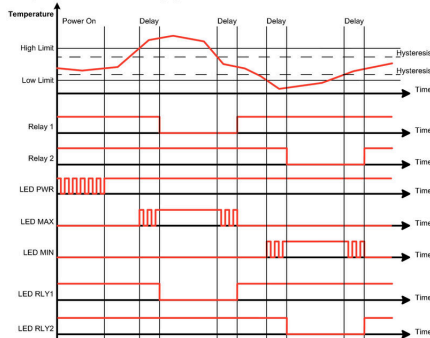 Temperature
Power On
Delay
Delay
Delay
Delay
High Limit
Hysteresis
Hysteresis
Low Limit
Time
Relay 1
Time
Relay 2
Time
LED PWR
Time
LED MAX
Time
LED MIN
Time
LED RLY1
Time
LED RLY2
Time